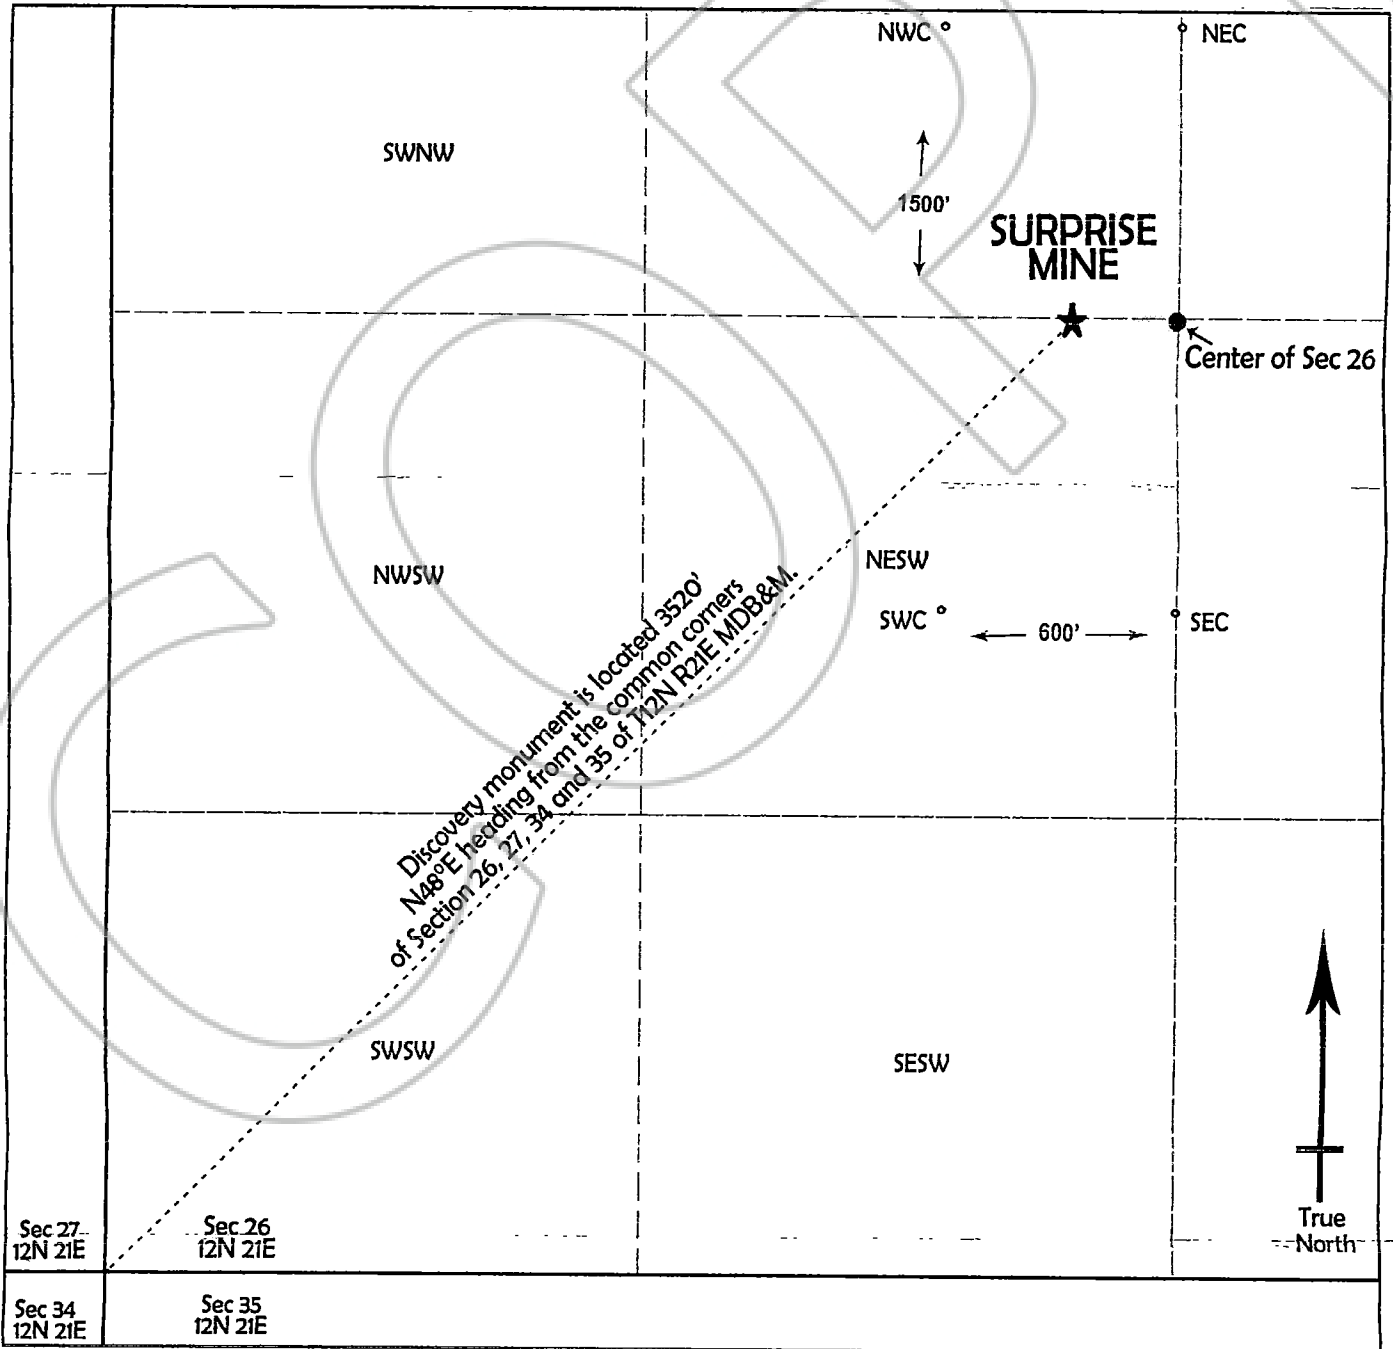 NWC
NEC
SWNW
1500'
SURPRISE
MINE
Center of Sec 26
NWSW
NESW
SWC
600'
SEC
Discovery monument is located 3520'
N48°E heading from the common corners
of Section 26, 27, 34 and 35 of T12N R21E MDB&M.
SWSW
SESW
Sec 27
12N 21E
Sec 26
12N 21E
True
North
Sec 34
12N 21E
Sec 35
12N 21E
COP